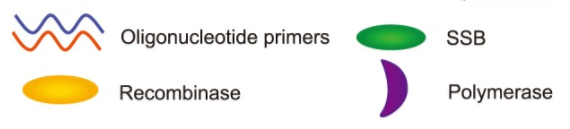 Oligonucleotide primers
SSB
Recombinase
Polymerase